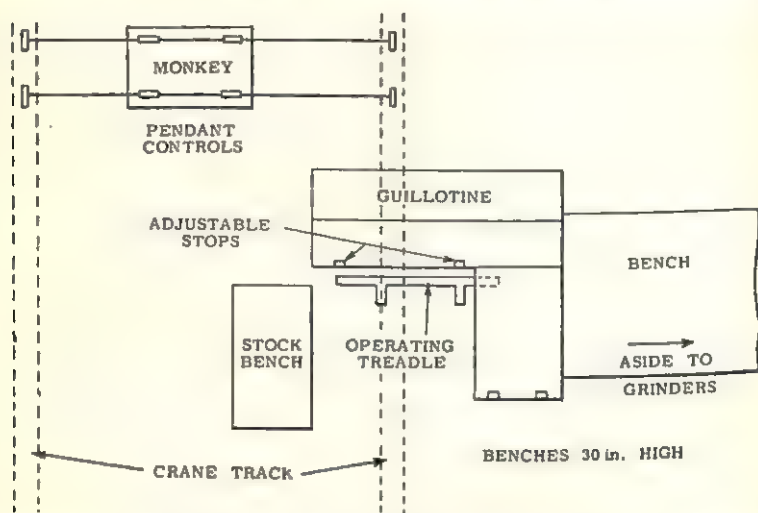 MONKEY
PENDANT
CONTROLS
GUILLOTINE
ADJUSTABLE
STOPS
BENCH
STOCK
BENCH
OPERATING
TREADLE
ASIDE TO
GRINDERS
CRANE TRACK
BENCHES 30 in. HIGH